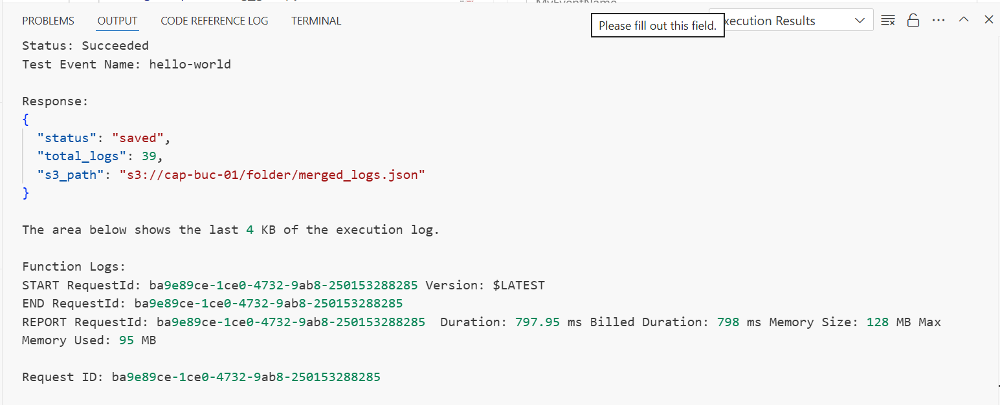 MyEventName
PROBLEMS OUTPUT CODE REFERENCE LOG TERMINAL Please fill out this field. xecution Results
Status: Succeeded
Test Event Name: hello-world
Response:
{
"status": "saved",
"total_logs": 39,
"s3_path": "s3://cap-buc-01/folder/merged_logs.json"
}
The area below shows the last 4 KB of the execution log.
Function Logs:
START RequestId: ba9e89ce-1ce0-4732-9ab8-250153288285 Version: $LATEST
END RequestId: ba9e89ce-1ce0-4732-9ab8-250153288285
REPORT RequestId: ba9e89ce-1ce0-4732-9ab8-250153288285 Duration: 797.95 ms Billed Duration: 798 ms Memory Size: 128 MB Max
Memory Used: 95 MB
Request ID: ba9e89ce-1ce0-4732-9ab8-250153288285